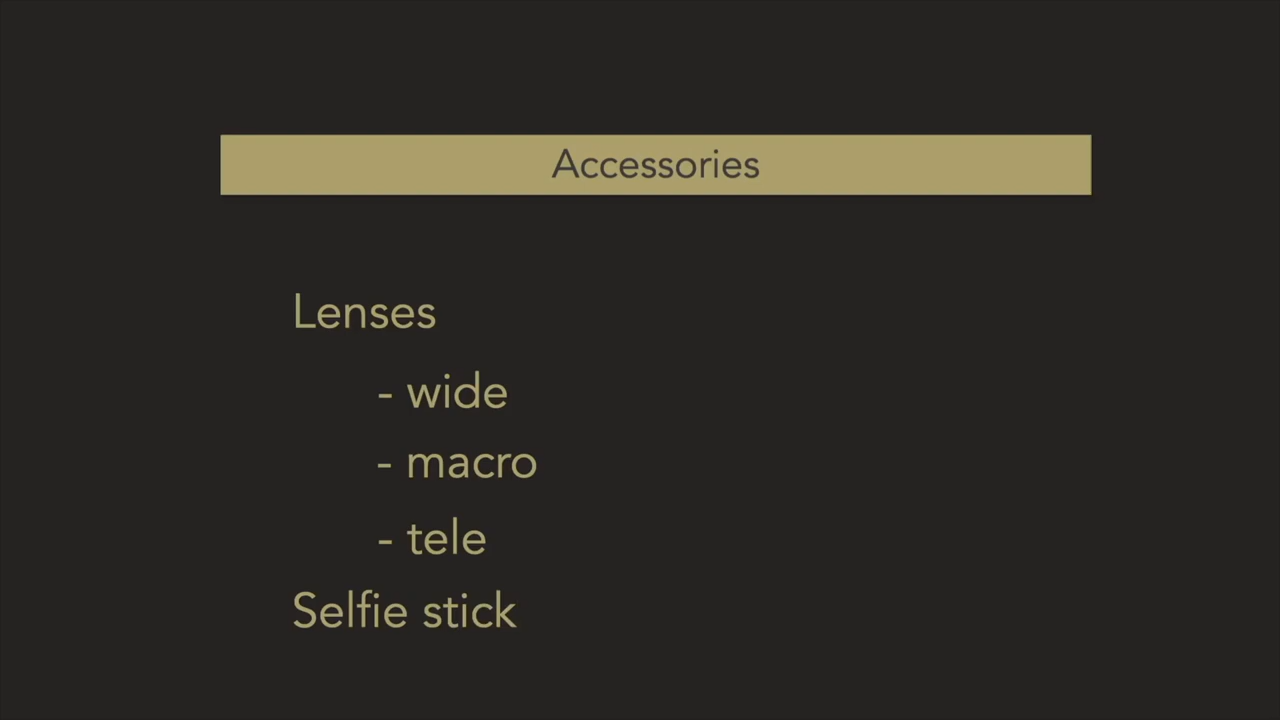 Accessories
Lenses
- wide
- macro
- tele
Selfie stick